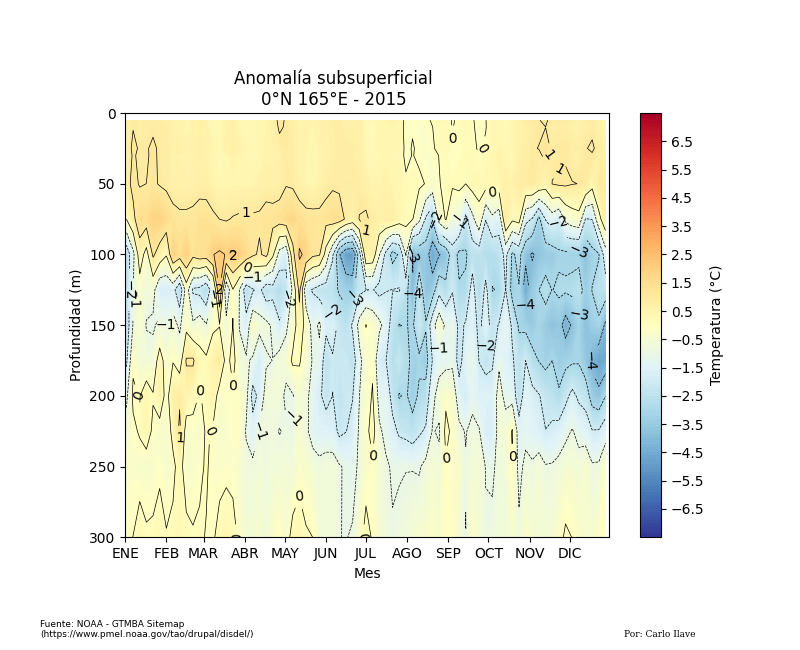 Anomalía subsuperficial
0°N 165°E - 2015
Profundidad (m)
0
50
100
150
200
250
300
ENE FEB MAR ABR MAY JUN JUL AGO SEP OCT NOV DIC
Mes
6.5
5.5
4.5
3.5
2.5
1.5
0.5
−0.5
−1.5
−2.5
−3.5
−4.5
−5.5
−6.5
Temperatura (°C)
Fuente: NOAA - GTMBA Sitemap
(https://www.pmel.noaa.gov/tao/drupal/disdel/)
Por: Carlo Ilave